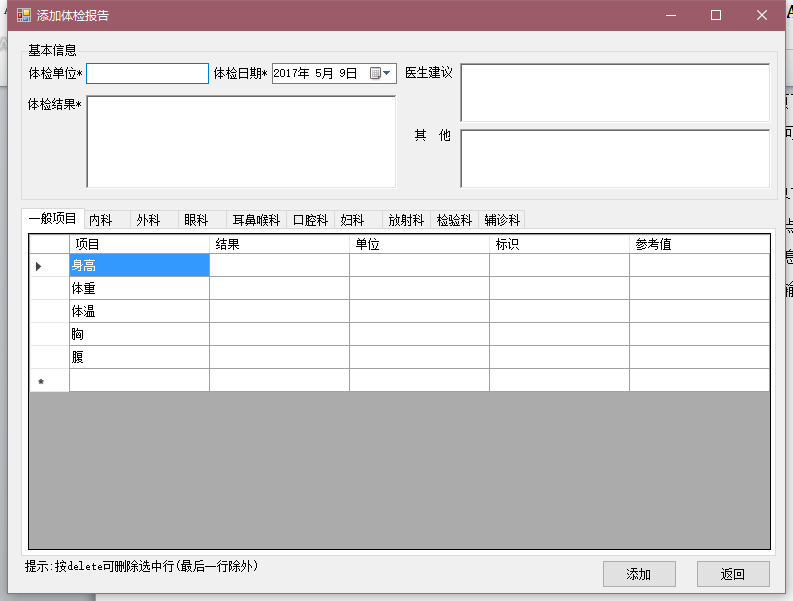 添加体检报告
基本信息
体检单位* 体检日期* 2017年 5月 9日 医生建议
体检结果*
其 他
一般项目 内科 外科 眼科 耳鼻喉科 口腔科 妇科 放射科 检验科 辅诊科
项目 结果 单位 标识 参考值
身高
体重
体温
胸
腹
*
提示:按delete可删除选中行(最后一行除外)
添加 返回